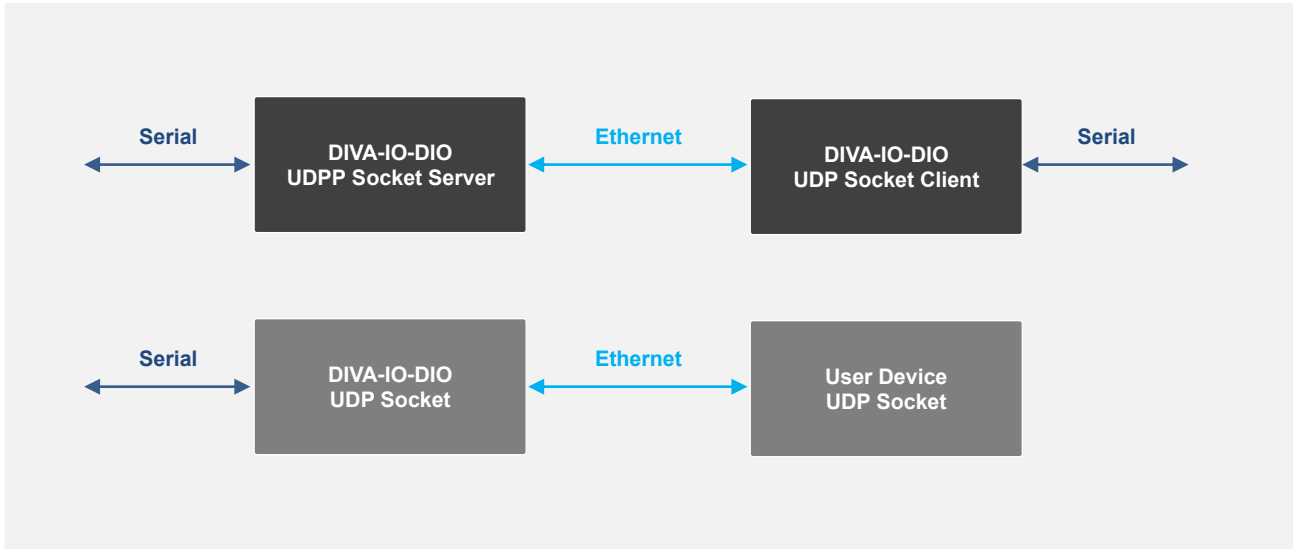 Serial
DIVA-IO-DIO
UDPP Socket Server
Ethernet
DIVA-IO-DIO
UDP Socket Client
Serial
Serial
DIVA-IO-DIO
UDP Socket
Ethernet
User Device
UDP Socket